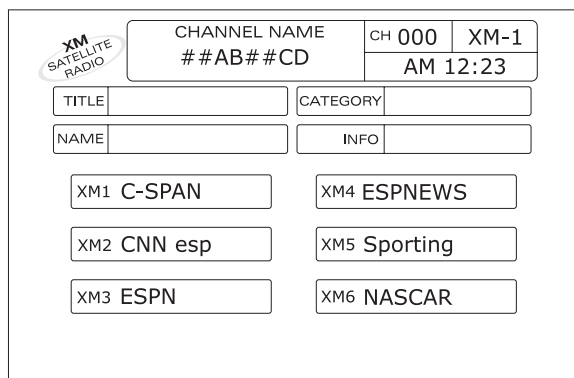 XM
SATELLITE
RADIO
CHANNEL NAME
##AB##CD
CH 000
XM-1
AM 12:23
TITLE
CATEGORY
NAME
INFO
XM1 C-SPAN
XM4 ESPNEWS
XM2 CNN esp
XM5 Sporting
XM3 ESPN
XM6 NASCAR